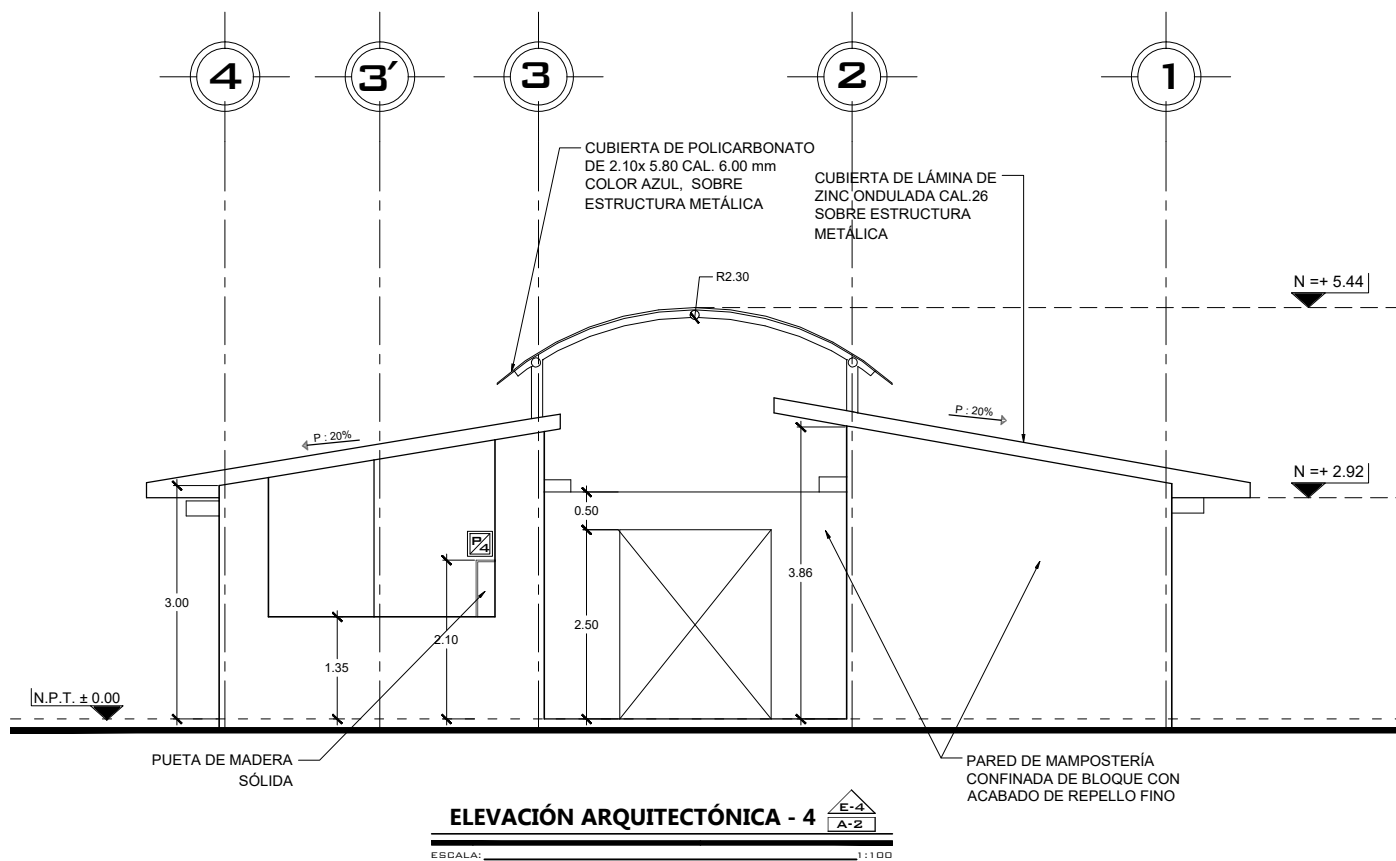 4
3′
3
2
1
CUBIERTA DE POLICARBONATO
DE 2.10x 5.80 CAL. 6.00 mm
COLOR AZUL, SOBRE
ESTRUCTURA METÁLICA
CUBIERTA DE LÁMINA DE
ZINC ONDULADA CAL.26
SOBRE ESTRUCTURA
METÁLICA
R2.30
N =+ 5.44
P : 20%
P : 20%
N =+ 2.92
0.50
P/4
3.86
3.00
2.50
2.10
1.35
N.P.T. ± 0.00
PUETA DE MADERA
SÓLIDA
PARED DE MAMPOSTERÍA
CONFINADA DE BLOQUE CON
ACABADO DE REPELLO FINO
ELEVACIÓN ARQUITECTÓNICA - 4
E-4
A-2
ESCALA:
1:100